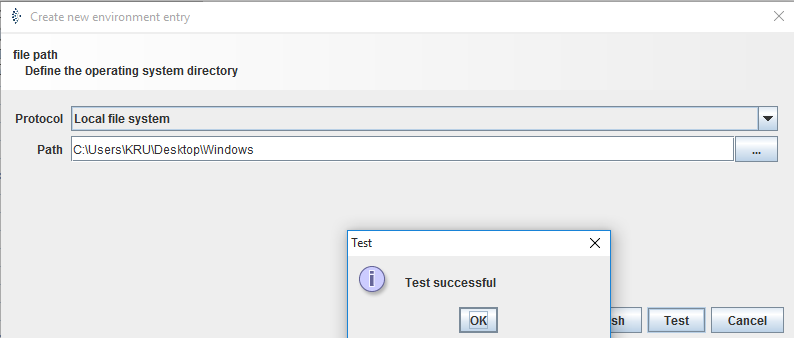 Create new environment entry
file path
Define the operating system directory
Protocol Local file system
Path C:\Users\KRU\Desktop\Windows ...
Test
Test successful
OK
sh Test Cancel